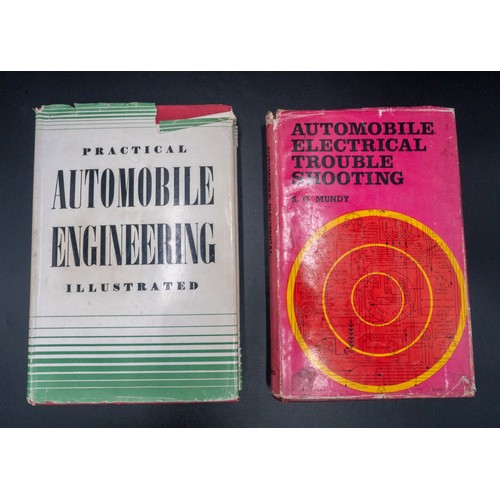 PRACTICAL
AUTOMOBILE
ENGINEERING
ILLUSTRATED
AUTOMOBILE
ELECTRICAL
TROUBLE
SHOOTING
S. G. MUNDY